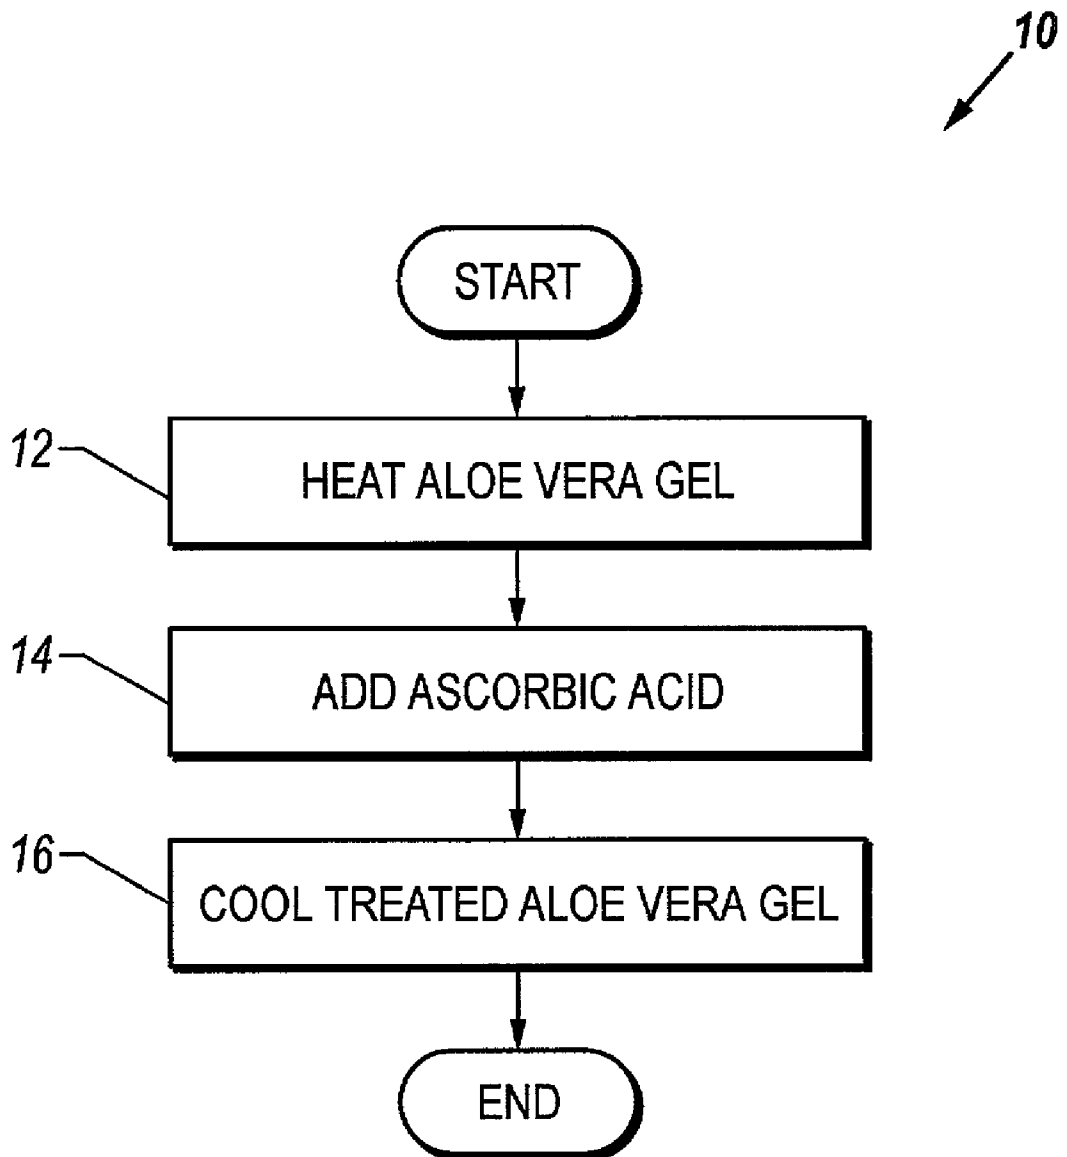 10
START
12
HEAT ALOE VERA GEL
14
ADD ASCORBIC ACID
16
COOL TREATED ALOE VERA GEL
END